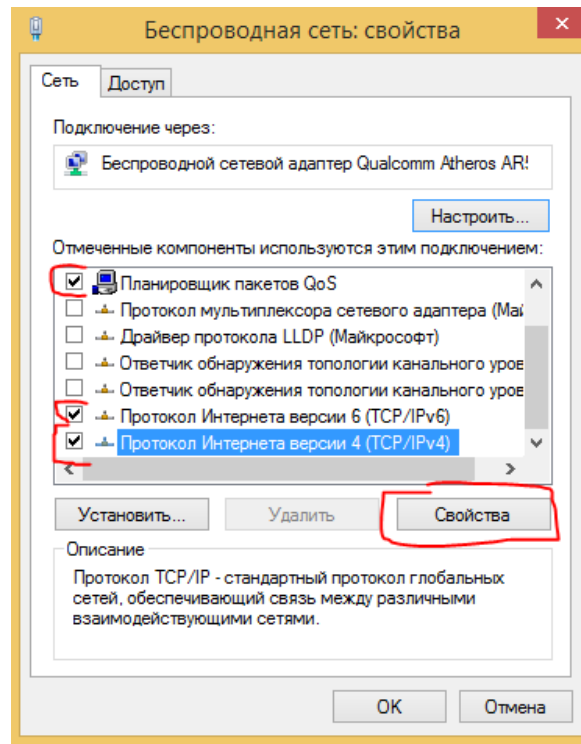 Беспроводная сеть: свойства
Сеть
Доступ
Подключение через:
Беспроводной сетевой адаптер Qualcomm Atheros AR!
Настроить...
Отмеченные компоненты используются этим подключением:
Планировщик пакетов QoS
Протокол мультиплексора сетевого адаптера (Май
Драйвер протокола LLDP (Майкрософт)
Ответчик обнаружения топологии канального уров
Ответчик обнаружения топологии канального уров
Протокол Интернета версии 6 (TCP/IPv6)
Протокол Интернета версии 4 (TCP/IPv4)
Установить...
Удалить
Свойства
Описание
Протокол TCP/IP - стандартный протокол глобальных
сетей, обеспечивающий связь между различными
взаимодействующими сетями.
OK
Отмена